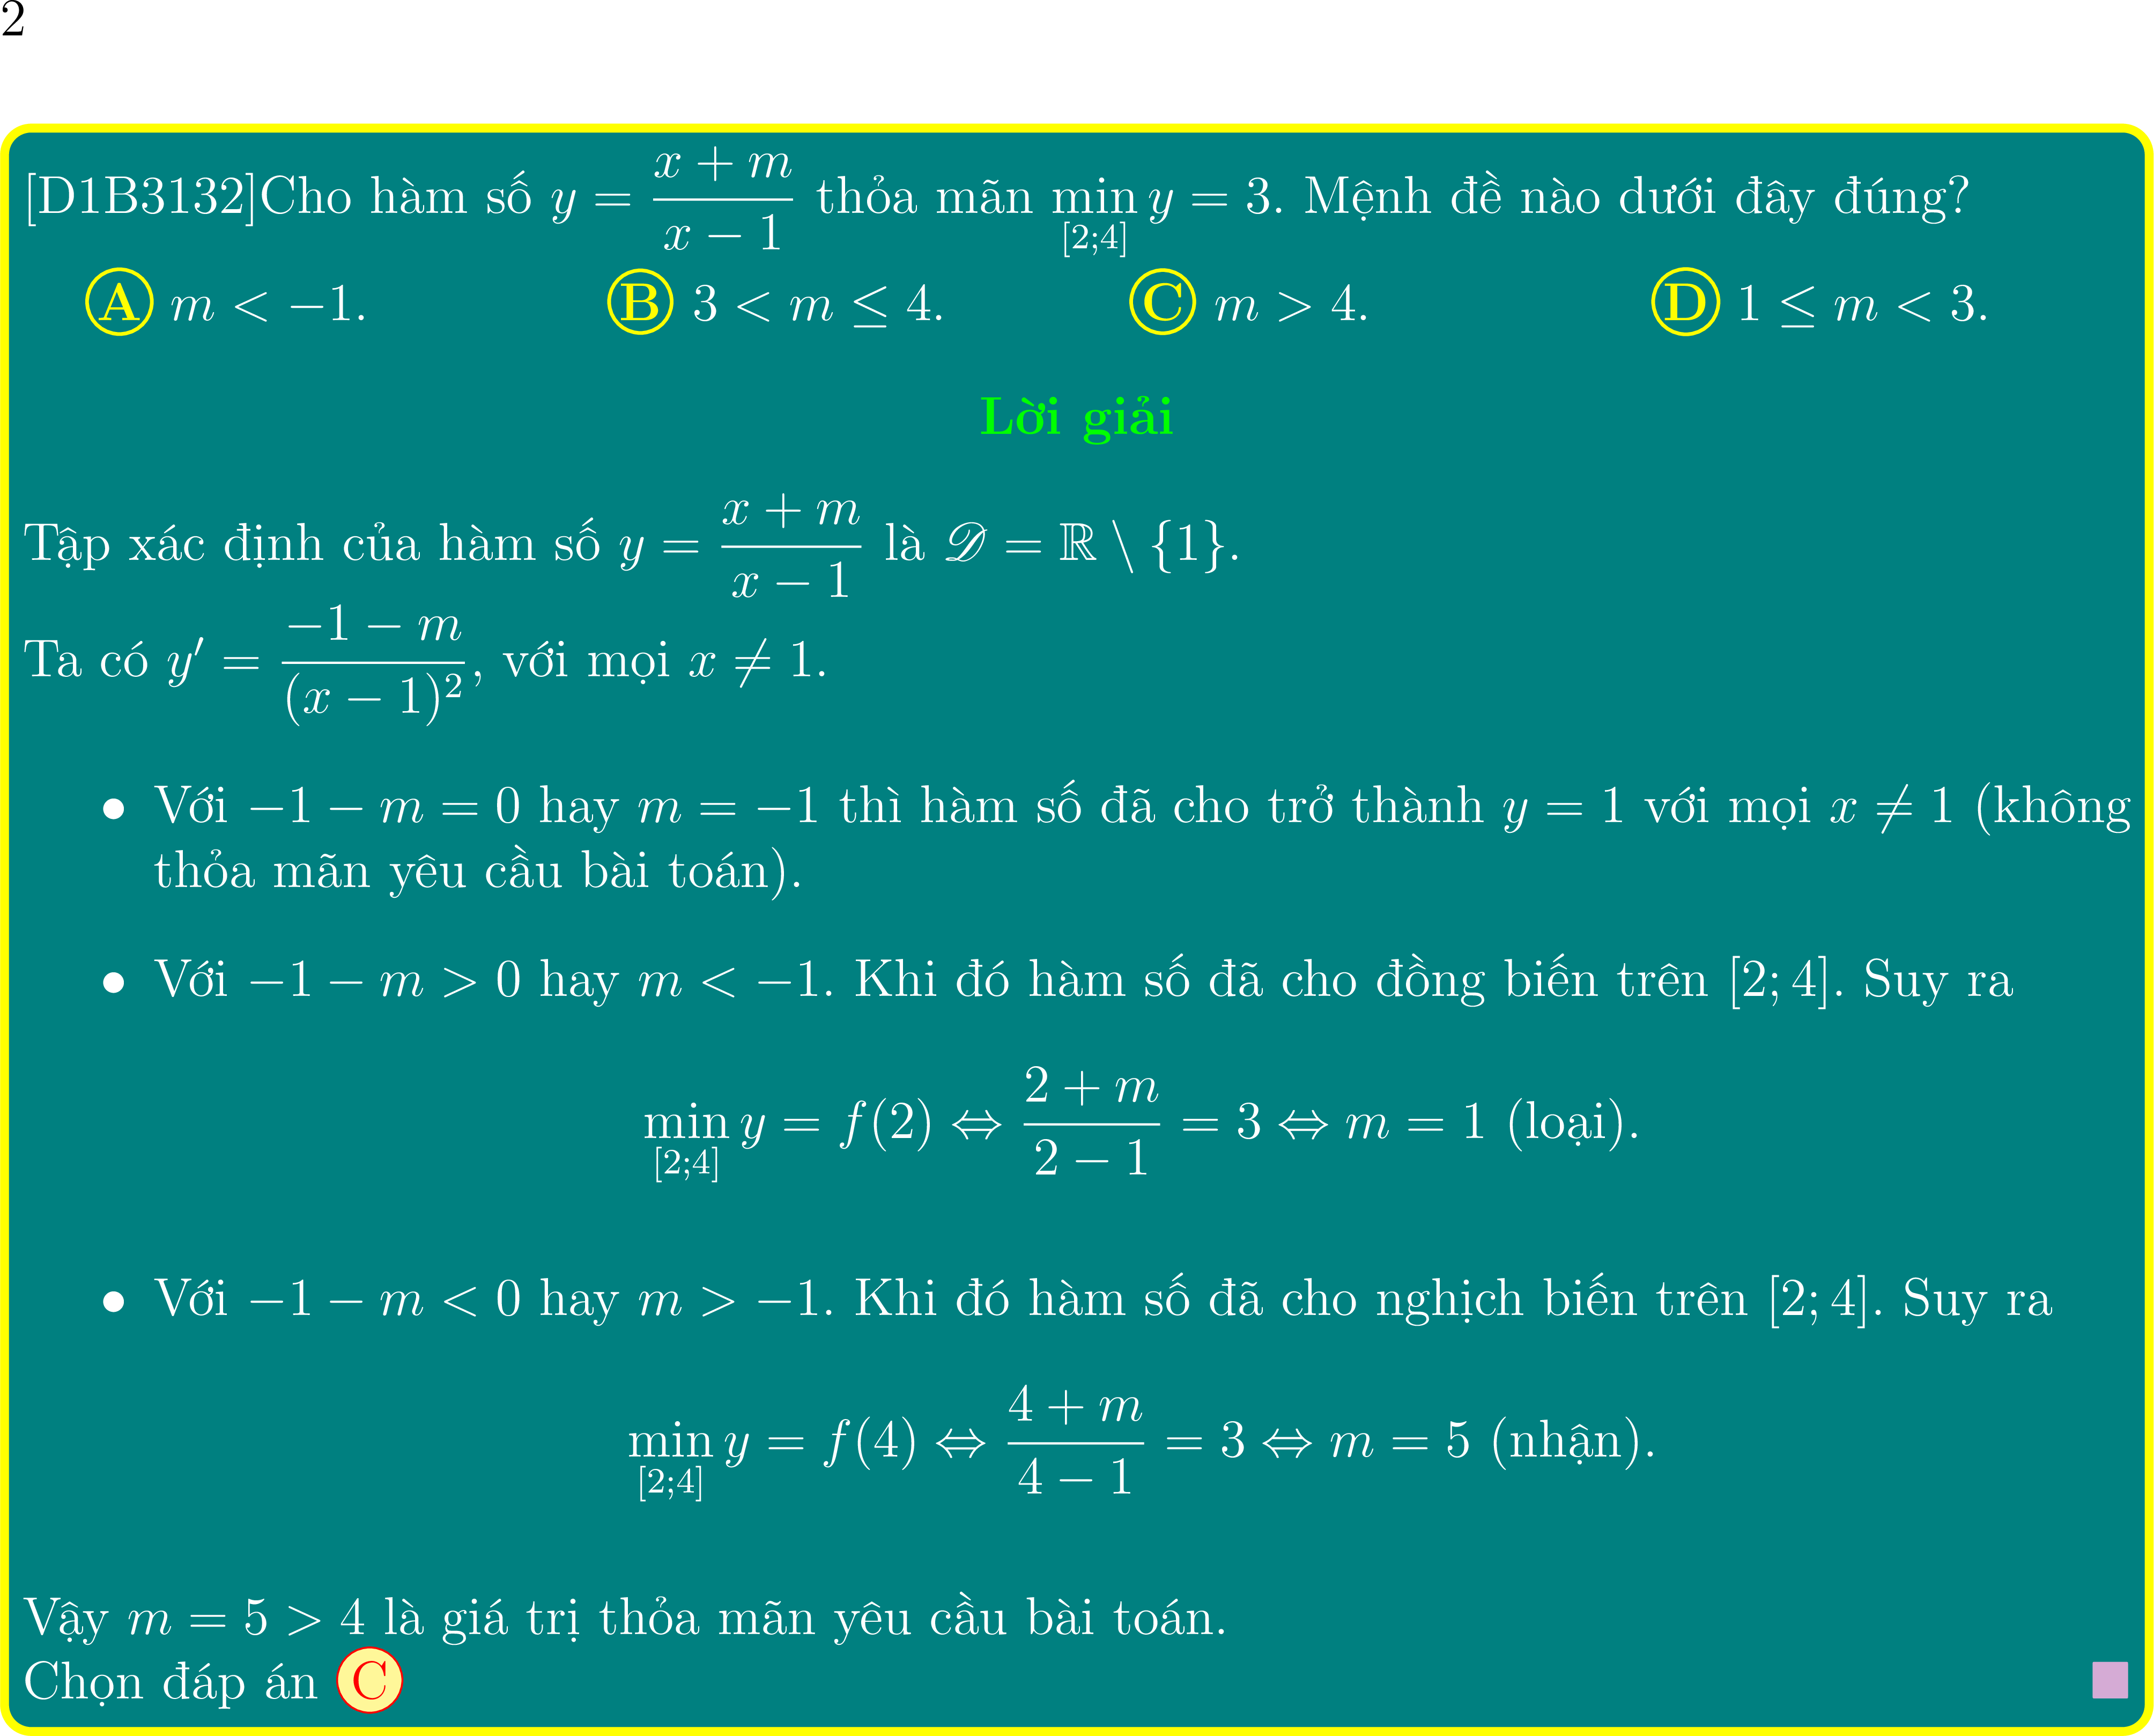 2
[D1B3132]Cho hàm số $y = \dfrac{x+m}{x-1}$ thỏa mãn $\min\limits_{[2;4]} y = 3$. Mệnh đề nào dưới đây đúng?
A $m < -1$. B $3 < m \leq 4$. C $m > 4$. D $1 \leq m < 3$.
Lời giải
Tập xác định của hàm số $y = \dfrac{x+m}{x-1}$ là $\mathscr{D} = \mathbb{R} \setminus \{1\}$.
Ta có $y' = \dfrac{-1-m}{(x-1)^2}$, với mọi $x \neq 1$.
• Với $-1-m = 0$ hay $m = -1$ thì hàm số đã cho trở thành $y = 1$ với mọi $x \neq 1$ (không
thỏa mãn yêu cầu bài toán).
• Với $-1-m > 0$ hay $m < -1$. Khi đó hàm số đã cho đồng biến trên $[2;4]$. Suy ra
$\min\limits_{[2;4]} y = f(2) \Leftrightarrow \dfrac{2+m}{2-1} = 3 \Leftrightarrow m = 1$ (loại).
• Với $-1-m < 0$ hay $m > -1$. Khi đó hàm số đã cho nghịch biến trên $[2;4]$. Suy ra
$\min\limits_{[2;4]} y = f(4) \Leftrightarrow \dfrac{4+m}{4-1} = 3 \Leftrightarrow m = 5$ (nhận).
Vậy $m = 5 > 4$ là giá trị thỏa mãn yêu cầu bài toán.
Chọn đáp án C